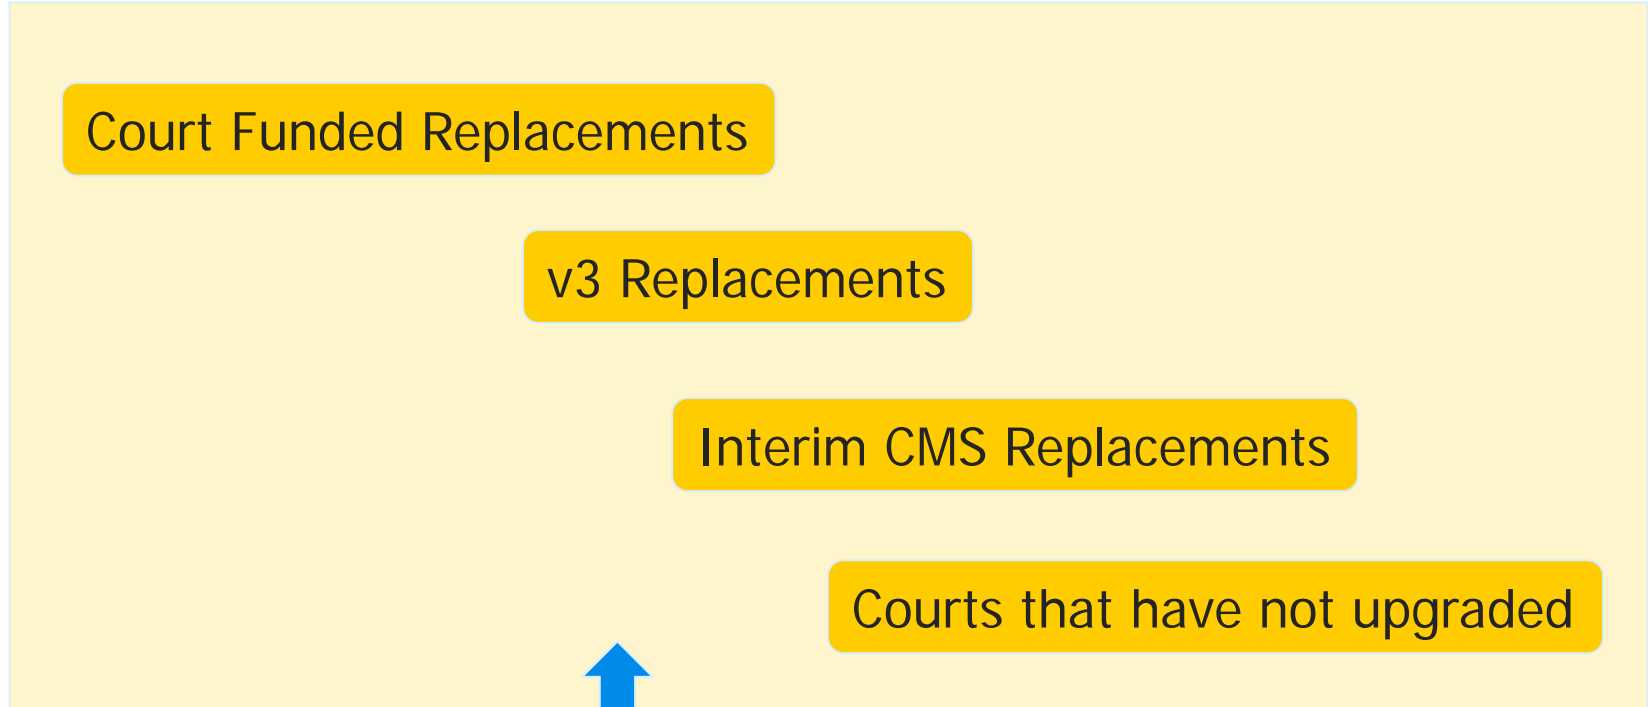 Court Funded Replacements
v3 Replacements
Interim CMS Replacements
Courts that have not upgraded